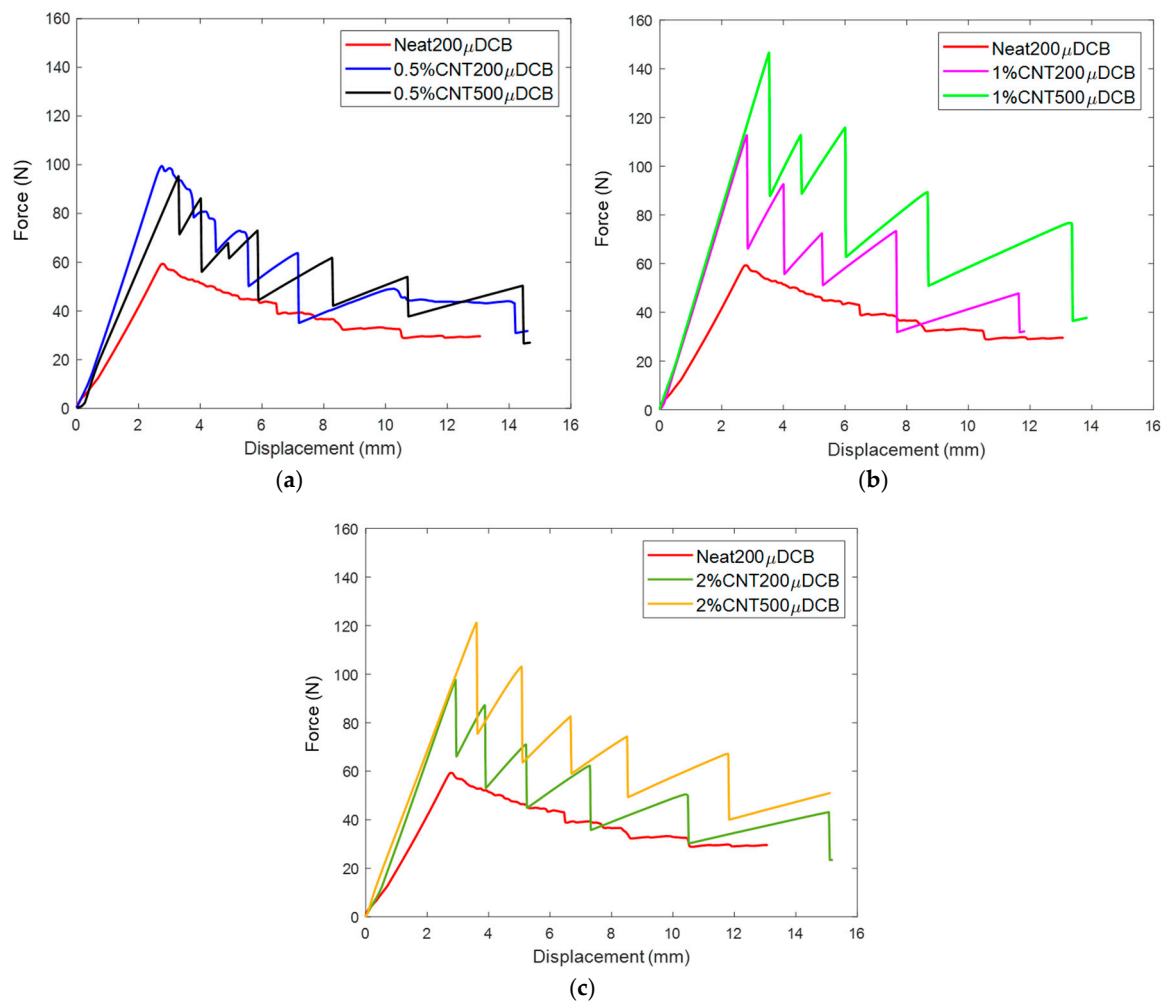 160
140
120
100
80
60
40
20
0
Force (N)
Neat200μDCB
0.5%CNT200μDCB
0.5%CNT500μDCB
0 2 4 6 8 10 12 14 16
Displacement (mm)
(a)
160
140
120
100
80
60
40
20
0
Force (N)
Neat200μDCB
1%CNT200μDCB
1%CNT500μDCB
0 2 4 6 8 10 12 14 16
Displacement (mm)
(b)
160
140
120
100
80
60
40
20
0
Force (N)
Neat200μDCB
2%CNT200μDCB
2%CNT500μDCB
0 2 4 6 8 10 12 14 16
Displacement (mm)
(c)